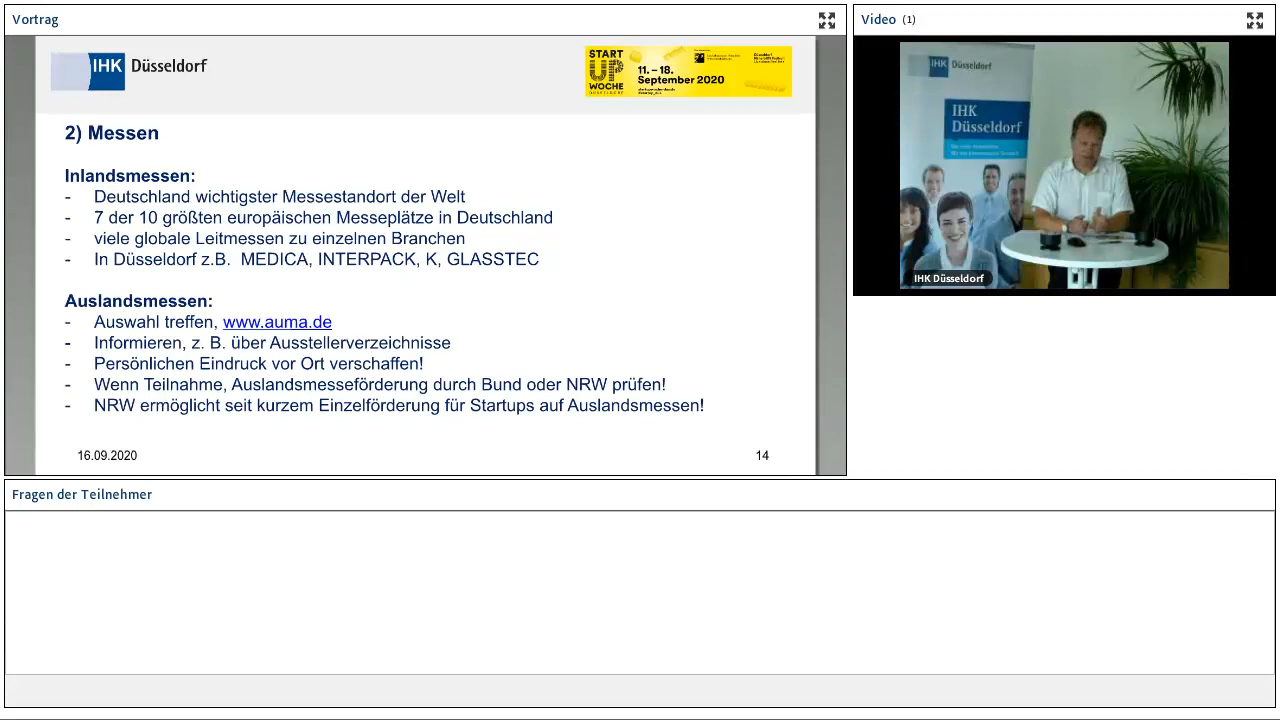 Vortrag
IHK Düsseldorf
START
UP
WOCHE
DÜSSELDORF
11. – 18.
September 2020
2) Messen
Inlandsmessen:
- Deutschland wichtigster Messestandort der Welt
- 7 der 10 größten europäischen Messeplätze in Deutschland
- viele globale Leitmessen zu einzelnen Branchen
- In Düsseldorf z.B. MEDICA, INTERPACK, K, GLASSTEC
Auslandsmessen:
- Auswahl treffen, www.auma.de
- Informieren, z. B. über Ausstellerverzeichnisse
- Persönlichen Eindruck vor Ort verschaffen!
- Wenn Teilnahme, Auslandsmesseförderung durch Bund oder NRW prüfen!
- NRW ermöglicht seit kurzem Einzelförderung für Startups auf Auslandsmessen!
16.09.2020 14
Video (1)
IHK Düsseldorf
IHK
Düsseldorf
IHK Düsseldorf
Fragen der Teilnehmer